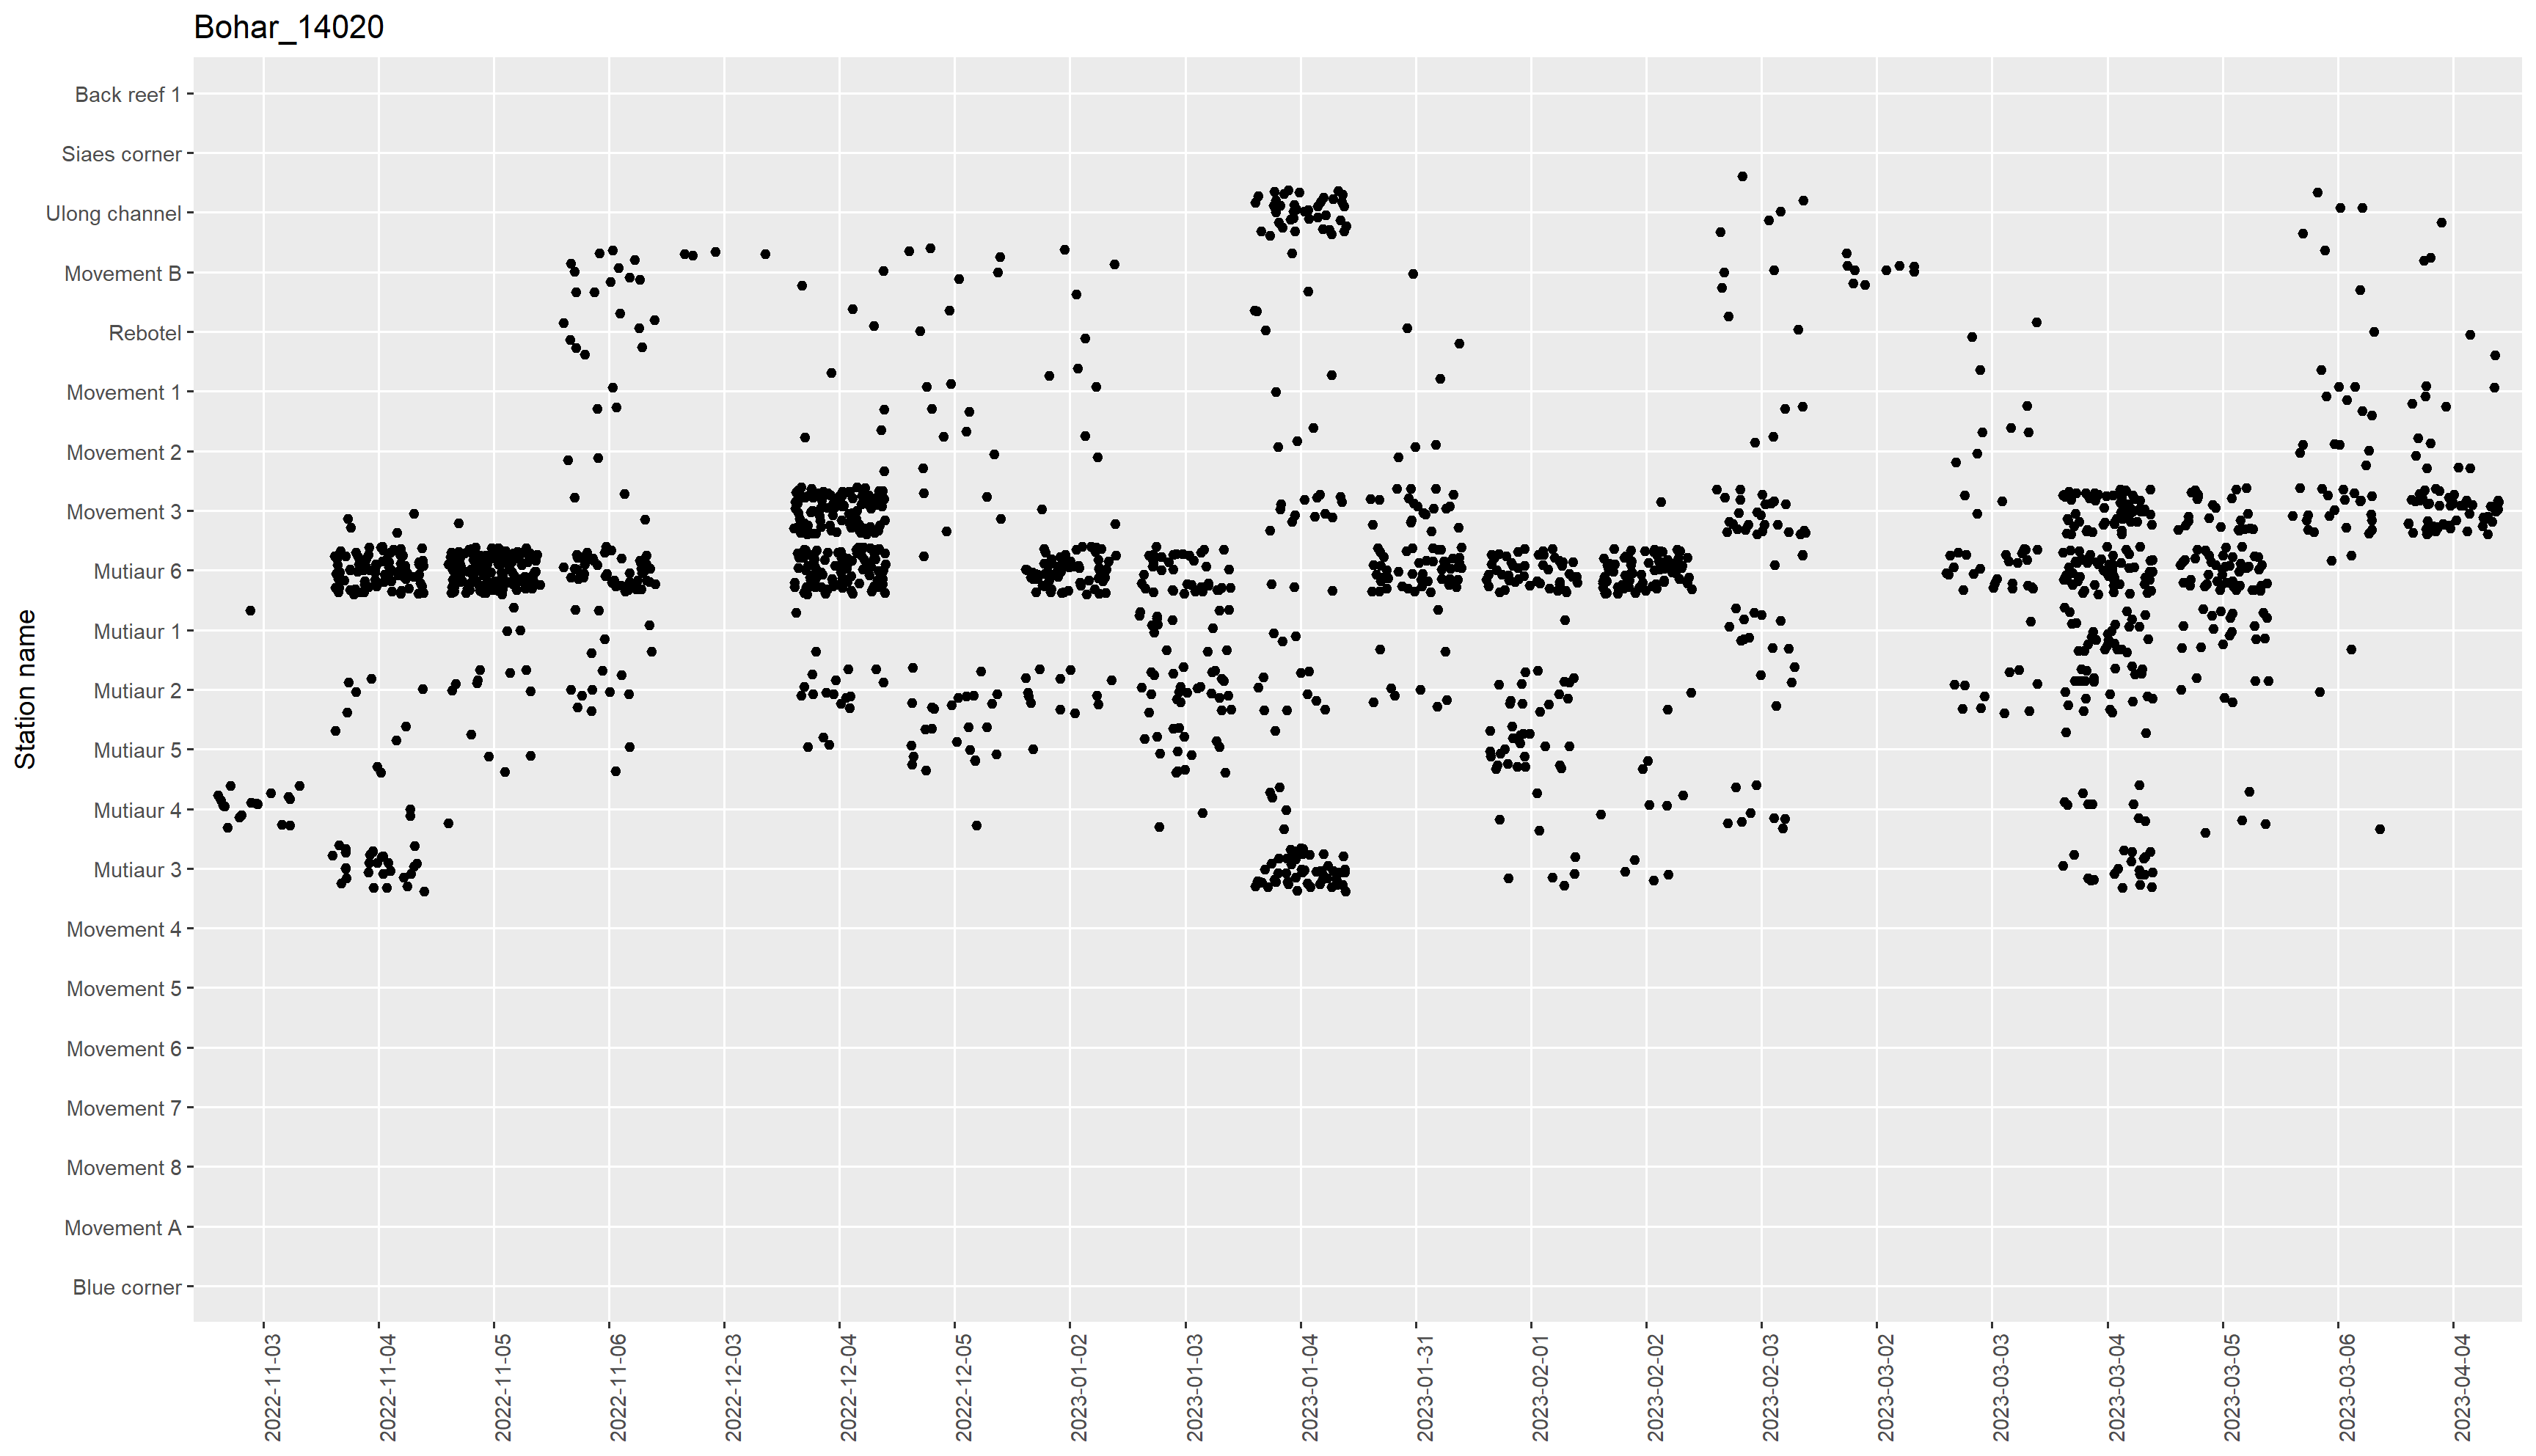 Bohar_14020
Station name
Back reef 1
Siaes corner
Ulong channel
Movement B
Rebotel
Movement 1
Movement 2
Movement 3
Mutiaur 6
Mutiaur 1
Mutiaur 2
Mutiaur 5
Mutiaur 4
Mutiaur 3
Movement 4
Movement 5
Movement 6
Movement 7
Movement 8
Movement A
Blue corner
2022-11-03
2022-11-04
2022-11-05
2022-11-06
2022-12-03
2022-12-04
2022-12-05
2023-01-02
2023-01-03
2023-01-04
2023-01-31
2023-02-01
2023-02-02
2023-02-03
2023-03-02
2023-03-03
2023-03-04
2023-03-05
2023-03-06
2023-04-04